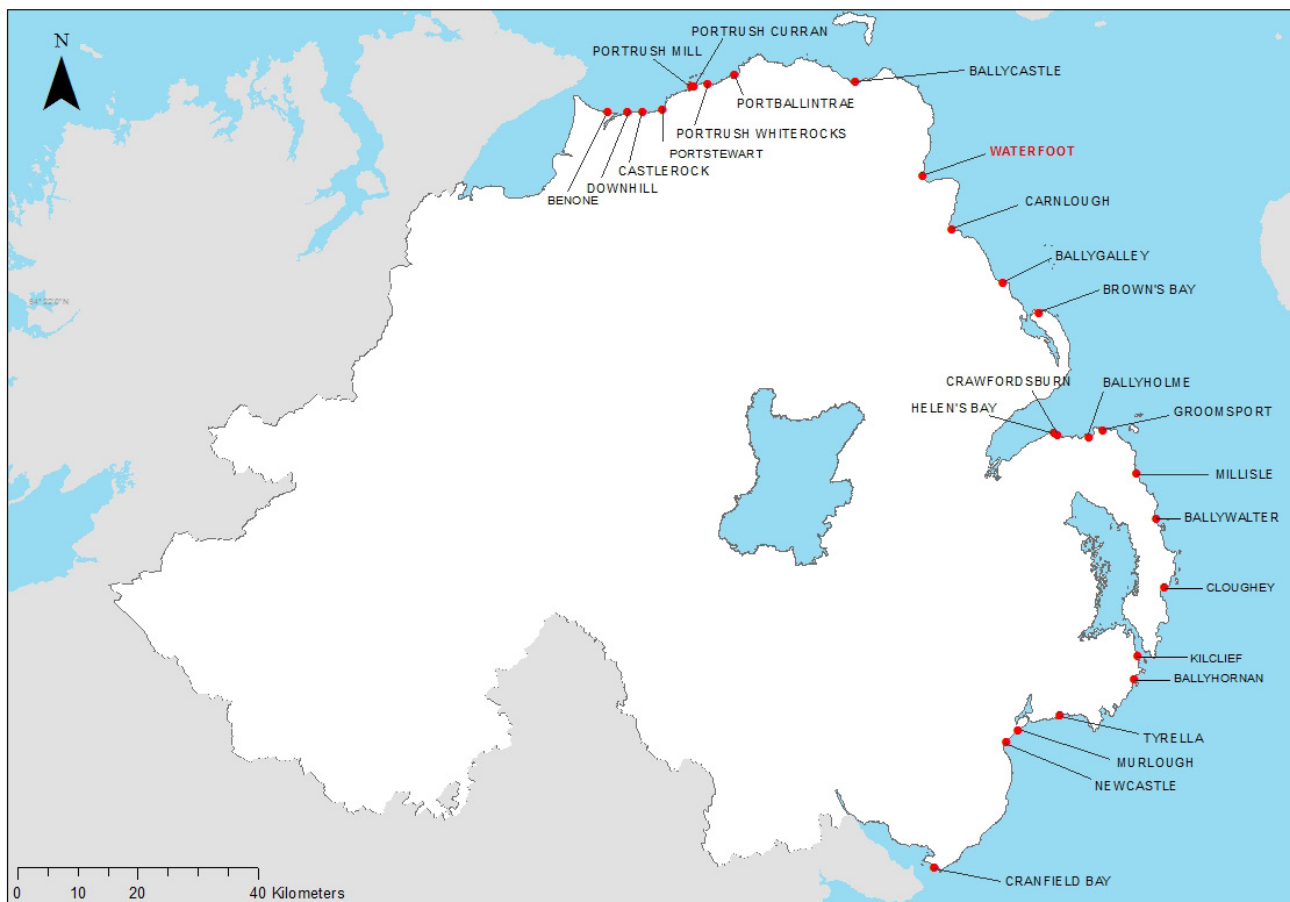 N
PORTRUSH CURRAN
PORTRUSH MILL
BALLYCASTLE
PORTBALLINTRAE
PORTRUSH WHITEROCKS
PORTSTEWART
CASTLEROCK
DOWNHILL
BENONE
WATERFOOT
CARNLOUGH
BALLYGALLEY
BROWN'S BAY
CRAWFORDSBURN
BALLYHOLME
HELEN'S BAY
GROOMSPORT
MILLISLE
BALLYWALTER
CLOUGHEY
KILCLIEF
BALLYHORNAN
TYRELLA
MURLOUGH
NEWCASTLE
CRANFIELD BAY
0 10 20 40 Kilometers